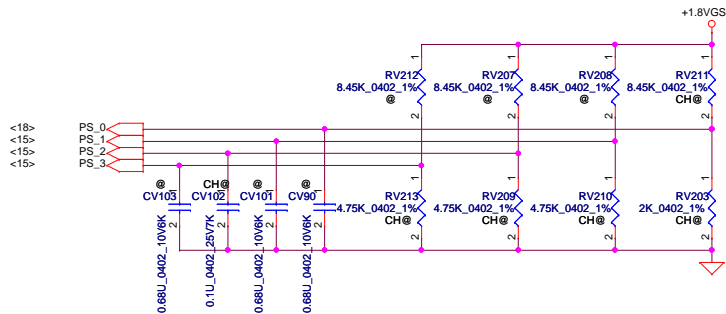 +1.8VGS
1 1 1 1
RV212 RV207 RV208 RV211
8.45K_0402_1% 8.45K_0402_1% 8.45K_0402_1% 8.45K_0402_1%
@ @ @ CH@
2 2 2 2
<18> PS_0
<15> PS_1
<15> PS_2
<15> PS_3
@ CH@ @ @
1 1 1 1
CV103 CV102 CV101 CV90
2 2 2 2
0.68U_0402_10V6K 0.1U_0402_25V7K 0.68U_0402_10V6K 0.68U_0402_10V6K
1 1 1 1
RV213 RV209 RV210 RV203
4.75K_0402_1% 4.75K_0402_1% 4.75K_0402_1% 2K_0402_1%
CH@ CH@ CH@ CH@
2 2 2 2